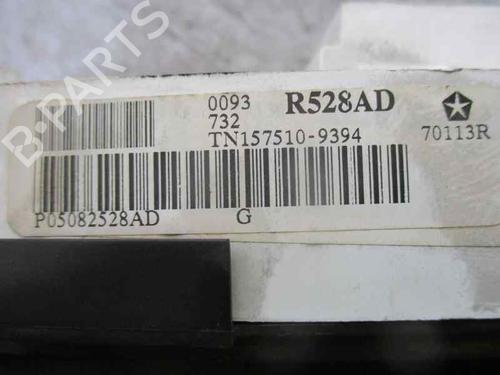 0093 R528AD
732
TN157510-9394 70113R
P05082528AD G
B-PARTS